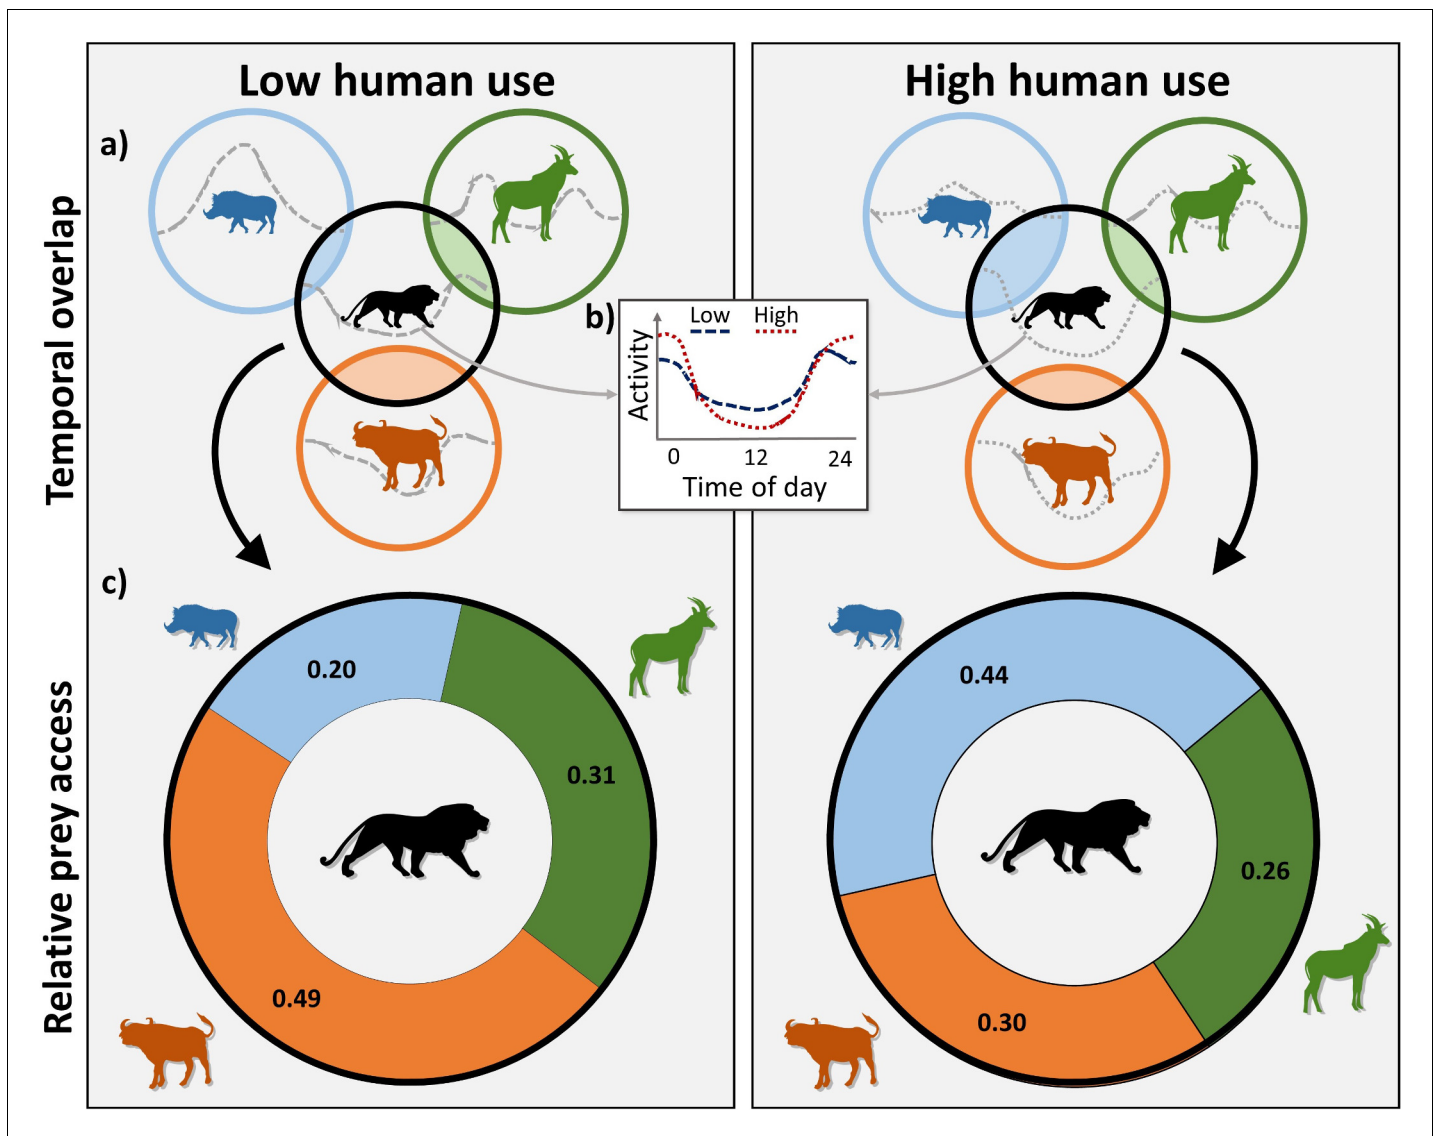 Low human use
High human use
a)
Temporal overlap
b)
Low High
Activity
0 12 24
Time of day
c)
Relative prey access
0.20
0.31
0.49
0.44
0.26
0.30